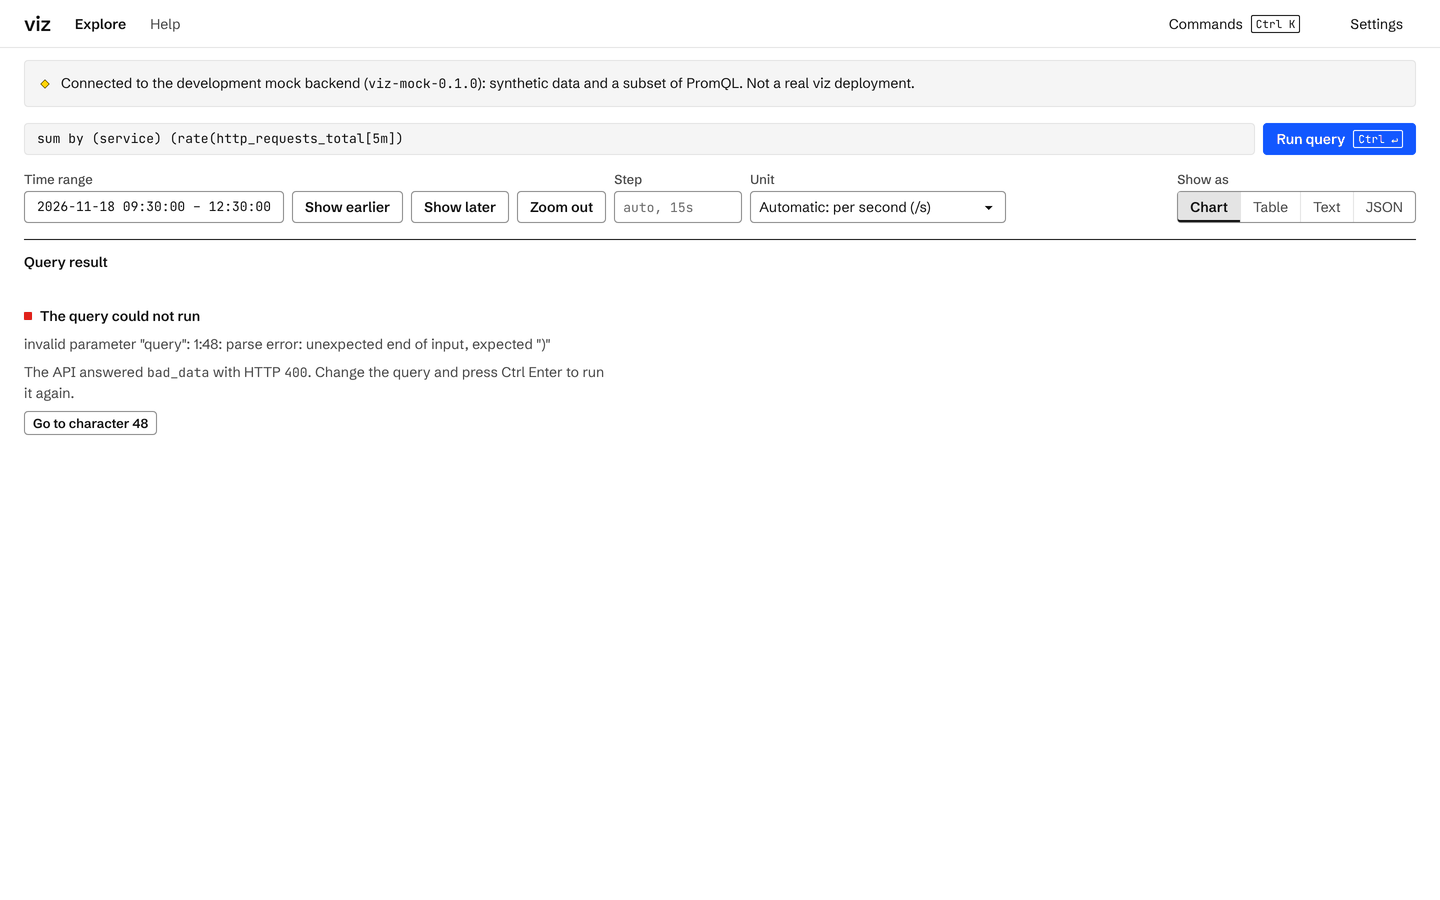 viz Explore Help Commands Ctrl K Settings
Connected to the development mock backend (viz-mock-0.1.0): synthetic data and a subset of PromQL. Not a real viz deployment.
sum by (service) (rate(http_requests_total[5m]) Run query Ctrl ↵
Time range Step Unit Show as
2026-11-18 09:30:00 – 12:30:00 Show earlier Show later Zoom out auto, 15s Automatic: per second (/s) Chart Table Text JSON
Query result
The query could not run
invalid parameter "query": 1:48: parse error: unexpected end of input, expected ")"
The API answered bad_data with HTTP 400. Change the query and press Ctrl Enter to run
it again.
Go to character 48